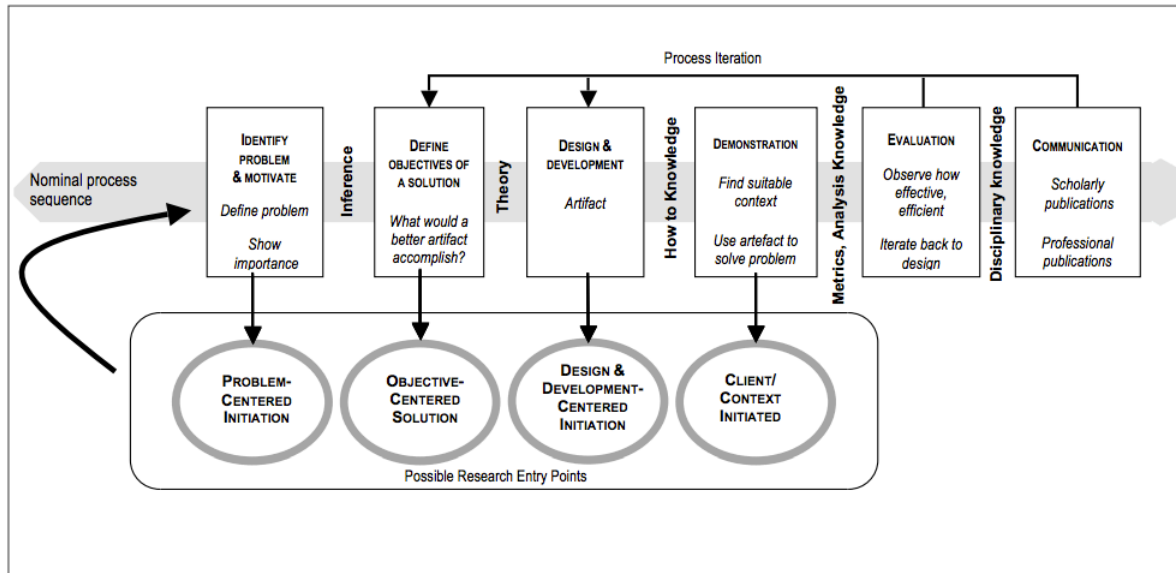 Process Iteration
Nominal process
sequence
IDENTIFY
PROBLEM
& MOTIVATE
Define problem
Show
importance
Inference
DEFINE
OBJECTIVES OF
A SOLUTION
What would a
better artifact
accomplish?
Theory
DESIGN &
DEVELOPMENT
Artifact
How to Knowledge
DEMONSTRATION
Find suitable
context
Use artefact to
solve problem
Metrics, Analysis Knowledge
EVALUATION
Observe how
effective,
efficient
Iterate back to
design
Disciplinary knowledge
COMMUNICATION
Scholarly
publications
Professional
publications
PROBLEM-
CENTERED
INITIATION
OBJECTIVE-
CENTERED
SOLUTION
DESIGN &
DEVELOPMENT-
CENTERED
INITIATION
CLIENT/
CONTEXT
INITIATED
Possible Research Entry Points